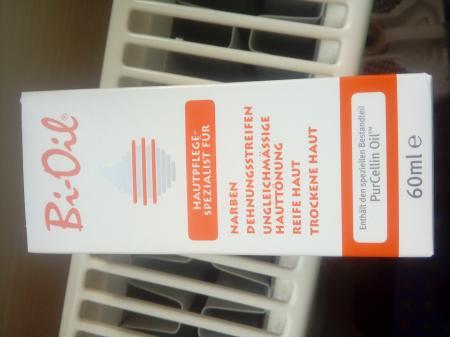 Bi-Oil®
HAUTPFLEGE-
SPEZIALIST FÜR
NARBEN
DEHNUNGSSTREIFEN
UNGLEICHMÄSSIGE
HAUTTÖNUNG
REIFE HAUT
TROCKENE HAUT
Enthält den speziellen Bestandteil
PurCellin Oil™
60ml e